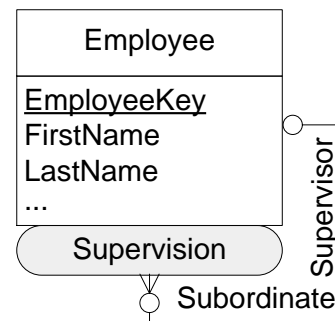 Employee
EmployeeKey
FirstName
LastName
...
Supervisor
Supervision
Subordinate